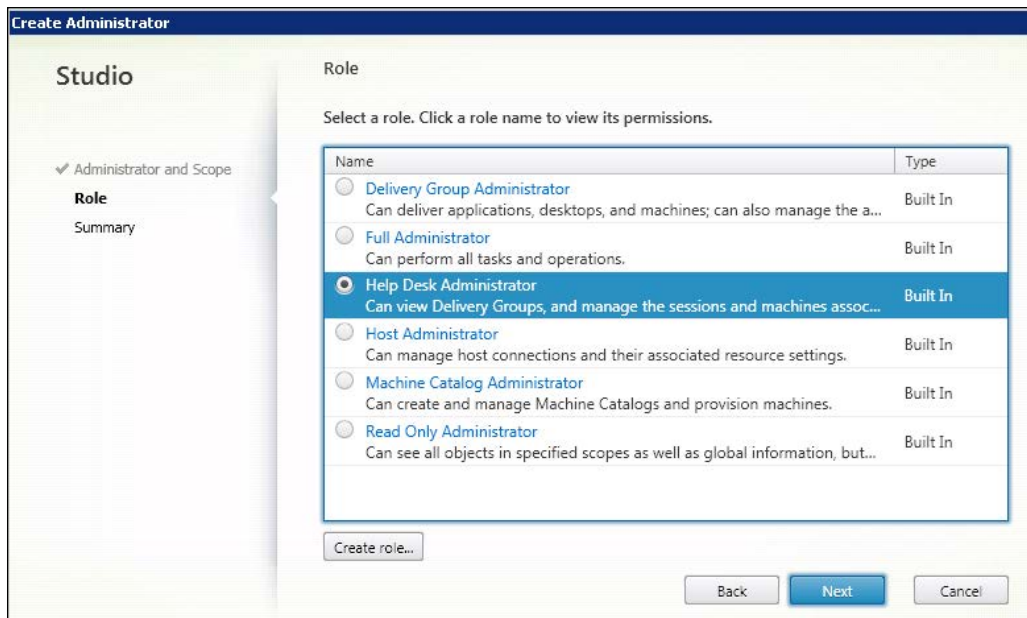 Create Administrator
Studio
Administrator and Scope
Role
Summary
Role
Select a role. Click a role name to view its permissions.
Name Type
Delivery Group Administrator
Can deliver applications, desktops, and machines; can also manage the a... Built In
Full Administrator
Can perform all tasks and operations. Built In
Help Desk Administrator
Can view Delivery Groups, and manage the sessions and machines assoc... Built In
Host Administrator
Can manage host connections and their associated resource settings. Built In
Machine Catalog Administrator
Can create and manage Machine Catalogs and provision machines. Built In
Read Only Administrator
Can see all objects in specified scopes as well as global information, but... Built In
Create role...
Back Next Cancel